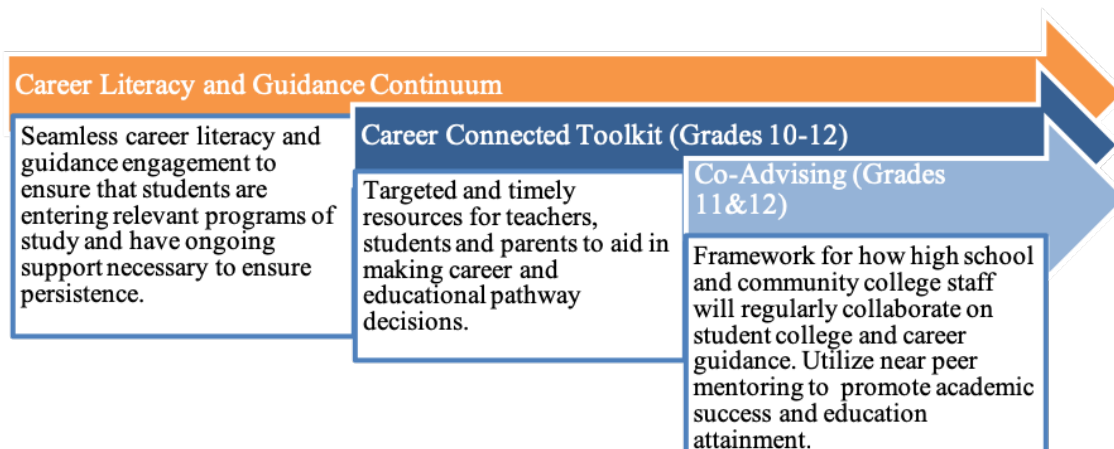 Career Literacy and Guidance Continuum
Seamless career literacy and
guidance engagement to
ensure that students are
entering relevant programs of
study and have ongoing
support necessary to ensure
persistence.
Career Connected Toolkit (Grades 10-12)
Targeted and timely
resources for teachers,
students and parents to aid in
making career and
educational pathway
decisions.
Co-Advising (Grades
11&12)
Framework for how high school
and community college staff
will regularly collaborate on
student college and career
guidance. Utilize near peer
mentoring to promote academic
success and education
attainment.